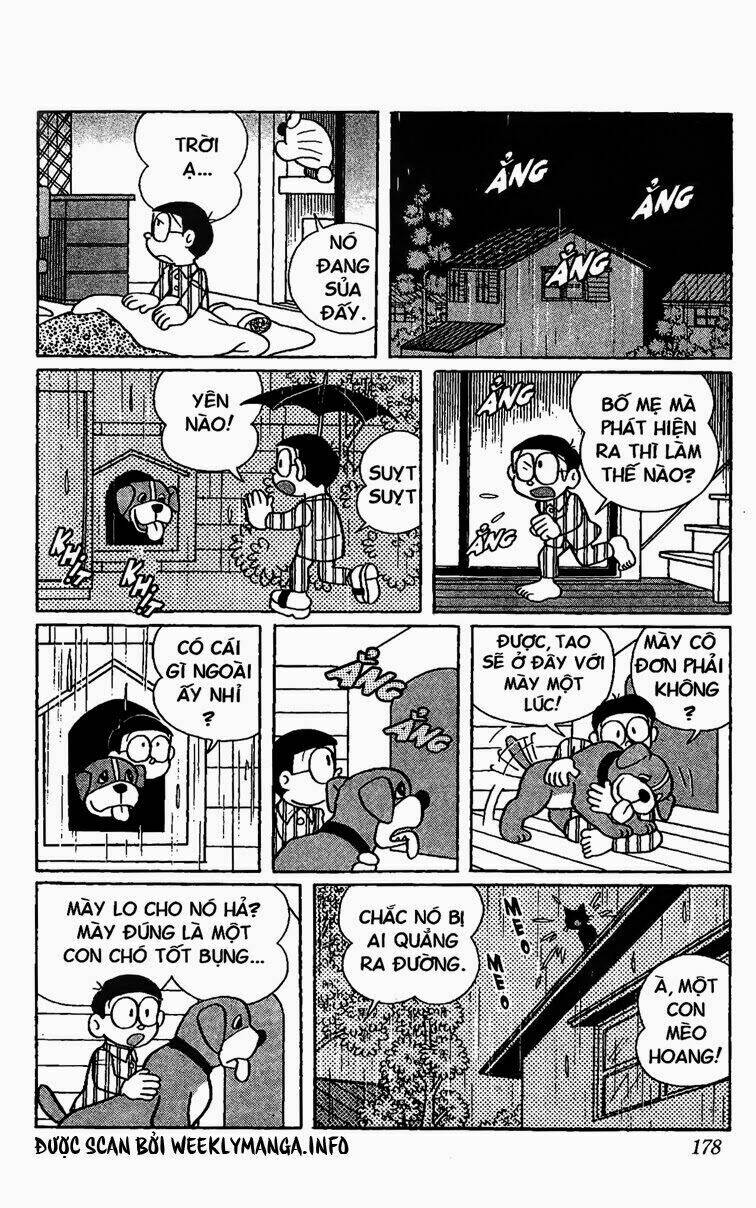 ẲNG
ẲNG
ẲNG
NÓ
ĐANG
SỦA
ĐẤY.
TRỜI
Ạ...
BỐ MẸ MÀ
PHÁT HIỆN
RA THÌ LÀM
THẾ NÀO?
ẲNG
ẲNG
SUỴT
SUỴT
YÊN
NÀO!
KHỊT
KHỊT
MÀY CÔ
ĐƠN PHẢI
KHÔNG
?
ĐƯỢC, TAO
SẼ Ở ĐÂY VỚI
MÀY MỘT
LÚC!
ẲNG
ẲNG
CÓ CÁI
GÌ NGOÀI
ẤY NHỈ
?
À, MỘT
CON
MÈO
HOANG!
MEO
MEO
CHẮC NÓ BỊ
AI QUẲNG
RA ĐƯỜNG.
MÀY LO CHO NÓ HẢ?
MÀY ĐÚNG LÀ MỘT
CON CHÓ TỐT BỤNG...
ĐƯỢC SCAN BỞI WEEKLYMANGA.INFO
178